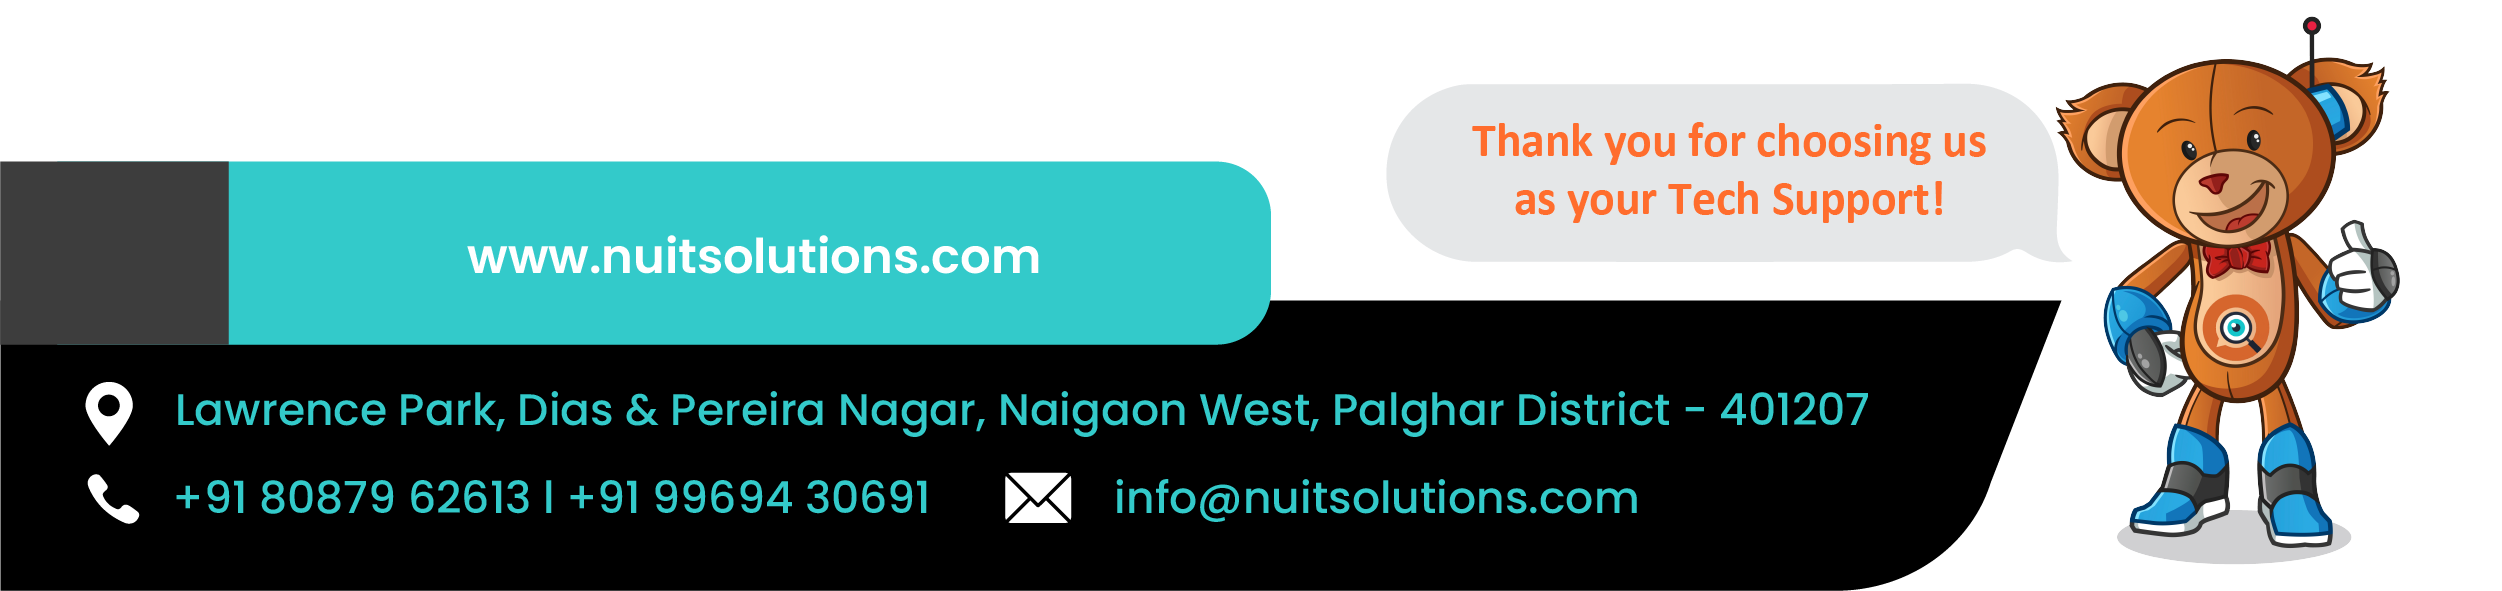 Thank you for choosing us
as your Tech Support!
www.nuitsolutions.com
Lawrence Park, Dias & Pereira Nagar, Naigaon West, Palghar District - 401207
+91 80879 62613 | +91 99694 30691
info@nuitsolutions.com